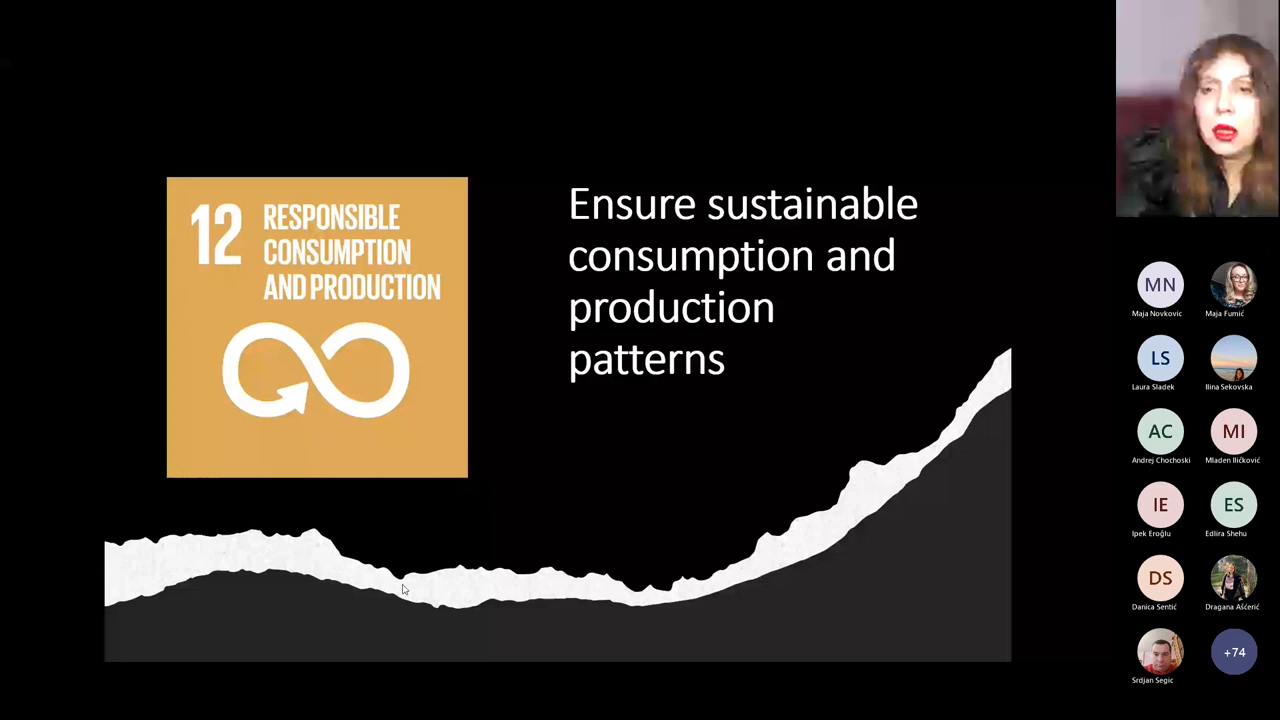 12 RESPONSIBLE
CONSUMPTION
AND PRODUCTION
Ensure sustainable
consumption and
production
patterns
MN
Maja Novkovic
Maja Fumić
LS
Laura Sladek
Ilina Sekovska
AC
Andrej Chochoski
MI
Mladen Iličković
IE
Ipek Eroğlu
ES
Edlira Shehu
DS
Danica Sentić
Dragana Ašćerić
Srdjan Segic
+74